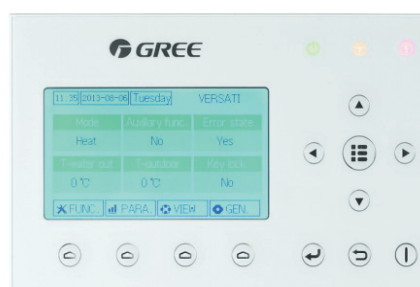 GREE
11:35 2013-08-06 Tuesday VERSATI
Mode Auxiliary func. Error state
Heat No Yes
T-water out T-outdoor Key lock
0℃ 0℃ No
FUNC. PARA. VIEW GEN.